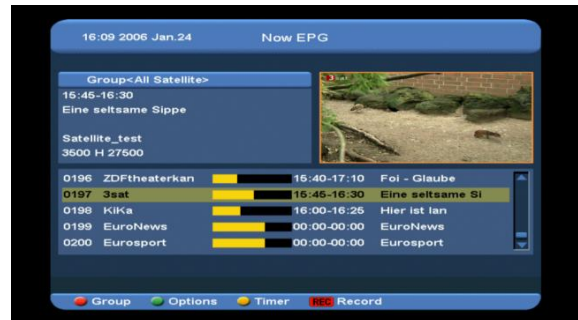 16:09 2006 Jan.24 Now EPG
Group<All Satellite>
15:45-16:30
Eine seltsame Sippe
Satellite_test
3500 H 27500
3sat
0196 ZDFtheaterkan 15:40-17:10 Foi - Glaube
0197 3sat 15:45-16:30 Eine seltsame Si
0198 KiKa 16:00-16:25 Hier ist Ian
0199 EuroNews 00:00-00:00 EuroNews
0200 Eurosport 00:00-00:00 Eurosport
Group Options Timer REC Record